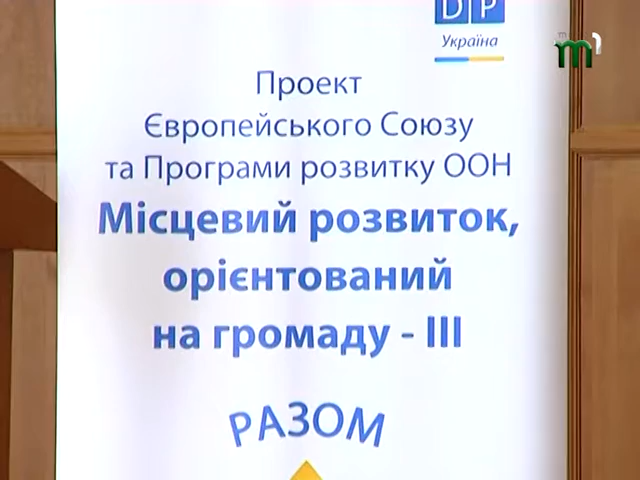 DP
Україна
Проект
Європейського Союзу
та Програми розвитку ООН
Місцевий розвиток,
орієнтований
на громаду - III
РАЗОМ